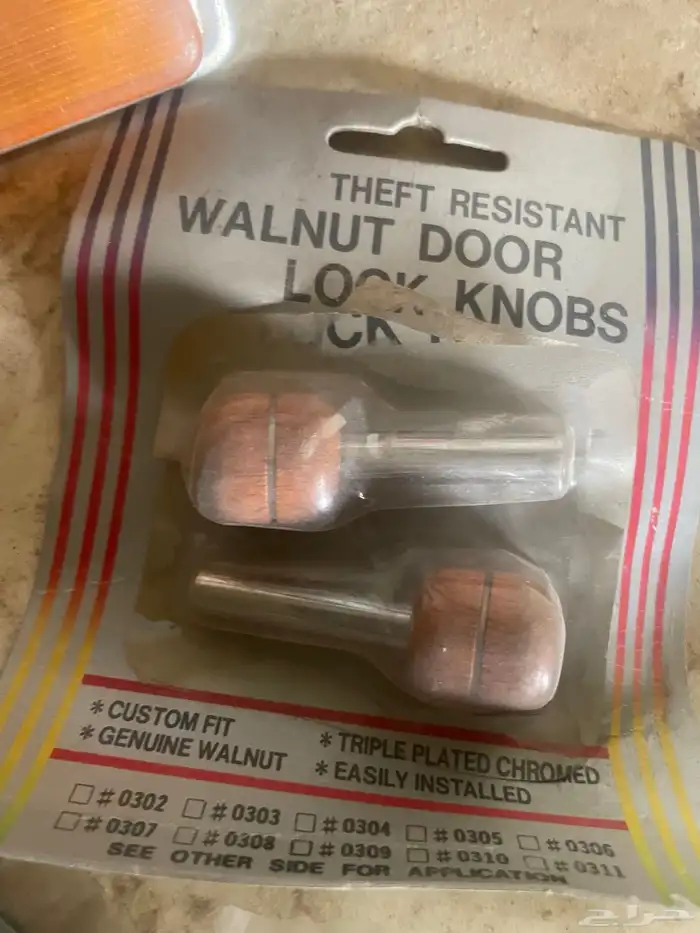 THEFT RESISTANT
WALNUT DOOR
LOCK KNOBS
CK
* CUSTOM FIT
* GENUINE WALNUT
* TRIPLE PLATED CHROMED
* EASILY INSTALLED
☐ # 0302 ☐ # 0303 ☐ # 0304 ☐ # 0305 ☐ # 0306
☐ # 0307 ☐ # 0308 ☐ # 0309 ☐ # 0310 ☐ # 0311
SEE OTHER SIDE FOR APPLICATION
حراج